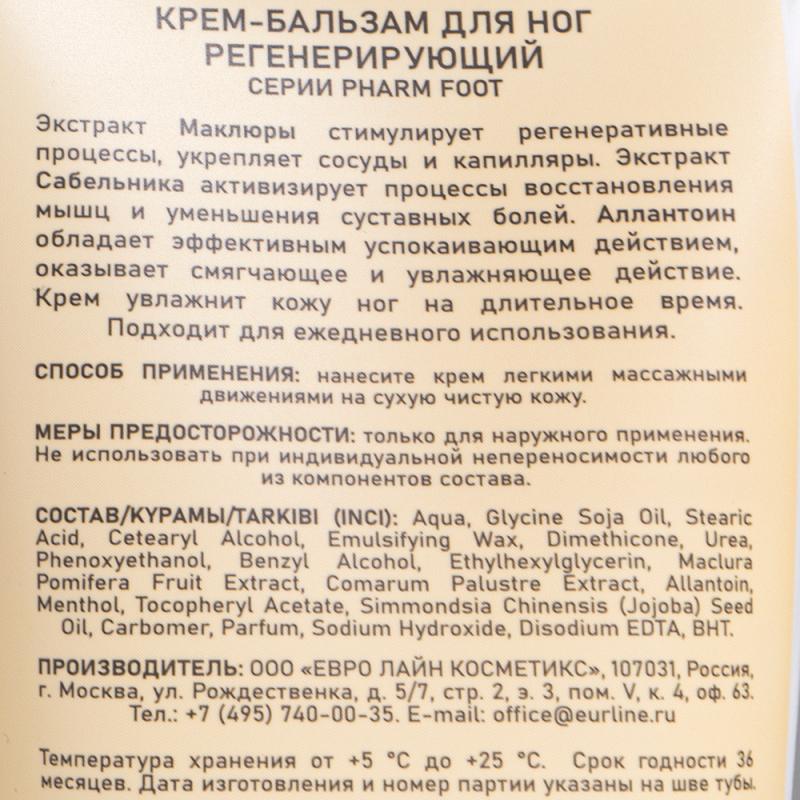 КРЕМ-БАЛЬЗАМ ДЛЯ НОГ
РЕГЕНЕРИРУЮЩИЙ
СЕРИИ PHARM FOOT
Экстракт Маклюры стимулирует регенеративные
процессы, укрепляет сосуды и капилляры. Экстракт
Сабельника активизирует процессы восстановления
мышц и уменьшения суставных болей. Аллантоин
обладает эффективным успокаивающим действием,
оказывает смягчающее и увлажняющее действие.
Крем увлажнит кожу ног на длительное время.
Подходит для ежедневного использования.
СПОСОБ ПРИМЕНЕНИЯ: нанесите крем легкими массажными
движениями на сухую чистую кожу.
МЕРЫ ПРЕДОСТОРОЖНОСТИ: только для наружного применения.
Не использовать при индивидуальной непереносимости любого
из компонентов состава.
СОСТАВ/ҚҰРАМЫ/TARKIBI (INCI): Aqua, Glycine Soja Oil, Stearic
Acid, Cetearyl Alcohol, Emulsifying Wax, Dimethicone, Urea,
Phenoxyethanol, Benzyl Alcohol, Ethylhexylglycerin, Maclura
Pomifera Fruit Extract, Comarum Palustre Extract, Allantoin,
Menthol, Tocopheryl Acetate, Simmondsia Chinensis (Jojoba) Seed
Oil, Carbomer, Parfum, Sodium Hydroxide, Disodium EDTA, BHT.
ПРОИЗВОДИТЕЛЬ: ООО «ЕВРО ЛАЙН КОСМЕТИКС», 107031, Россия,
г. Москва, ул. Рождественка, д. 5/7, стр. 2, э. 3, пом. V, к. 4, оф. 63.
Тел.: +7 (495) 740-00-35. E-mail: office@eurline.ru
Температура хранения от +5 °C до +25 °C. Срок годности 36
месяцев. Дата изготовления и номер партии указаны на шве тубы.